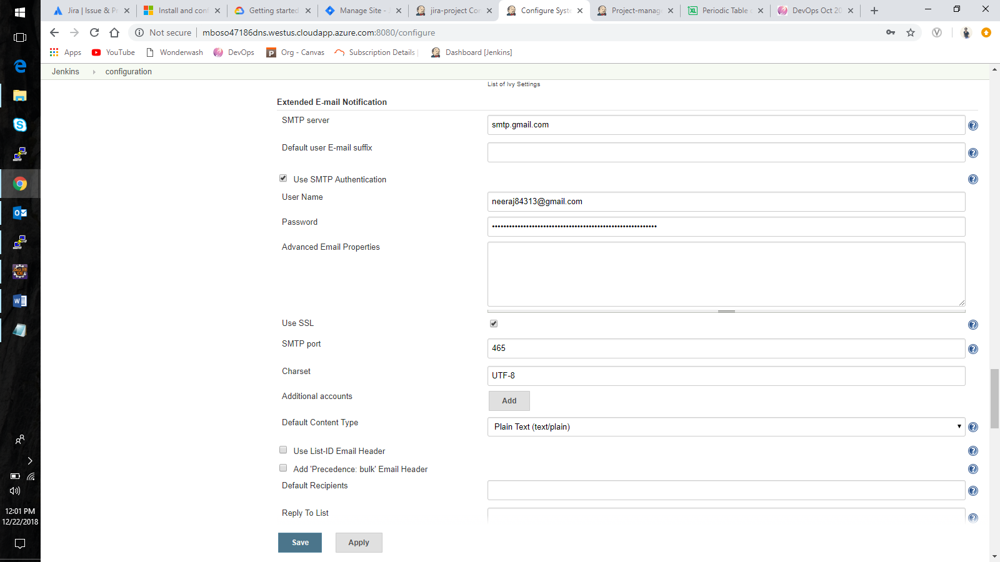 Jira | Issue & Pr
Install and conf
Getting started
Manage Site - J
jira-project Con
Configure Syste
Project-manage
Periodic Table
DevOps Oct 20
Not secure
mboso47186dns.westus.cloudapp.azure.com:8080/configure
Apps
YouTube
Wonderwash
DevOps
Org - Canvas
Subscription Details |
Dashboard [Jenkins]
Jenkins
configuration
List of Ivy Settings
Extended E-mail Notification
SMTP server
smtp.gmail.com
Default user E-mail suffix
Use SMTP Authentication
User Name
neeraj84313@gmail.com
Password
Advanced Email Properties
Use SSL
SMTP port
465
Charset
UTF-8
Additional accounts
Add
Default Content Type
Plain Text (text/plain)
Use List-ID Email Header
Add 'Precedence: bulk' Email Header
Default Recipients
Reply To List
Save
Apply
12:01 PM
12/22/2018